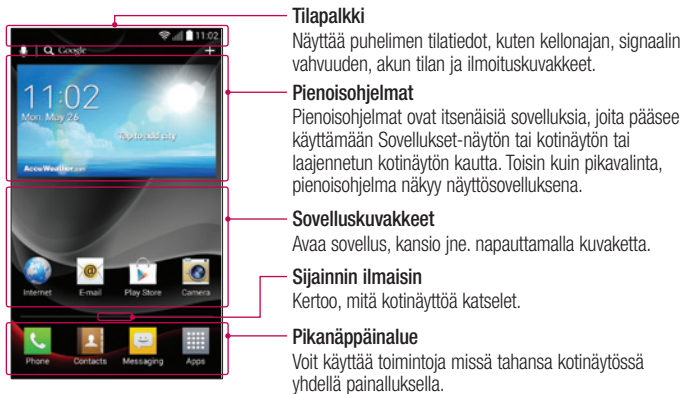 11:02
Google +
11:02
Mon, May 26
Tap to add city
AccuWeather.com
Internet E-mail Play Store Camera
Phone Contacts Messaging Apps
Tilapalkki
Näyttää puhelimen tilatiedot, kuten kellonajan, signaalin
vahvuuden, akun tilan ja ilmoituskuvakkeet.
Pienoisohjelmat
Pienoisohjelmat ovat itsenäisiä sovelluksia, joita pääsee
käyttämään Sovellukset-näytön tai kotinäytön tai
laajennetun kotinäytön kautta. Toisin kuin pikavalinta,
pienoisohjelma näkyy näyttösovelluksena.
Sovelluskuvakkeet
Avaa sovellus, kansio jne. napauttamalla kuvaketta.
Sijainnin ilmaisin
Kertoo, mitä kotinäyttöä katselet.
Pikanäppäinalue
Voit käyttää toimintoja missä tahansa kotinäytössä
yhdellä painalluksella.